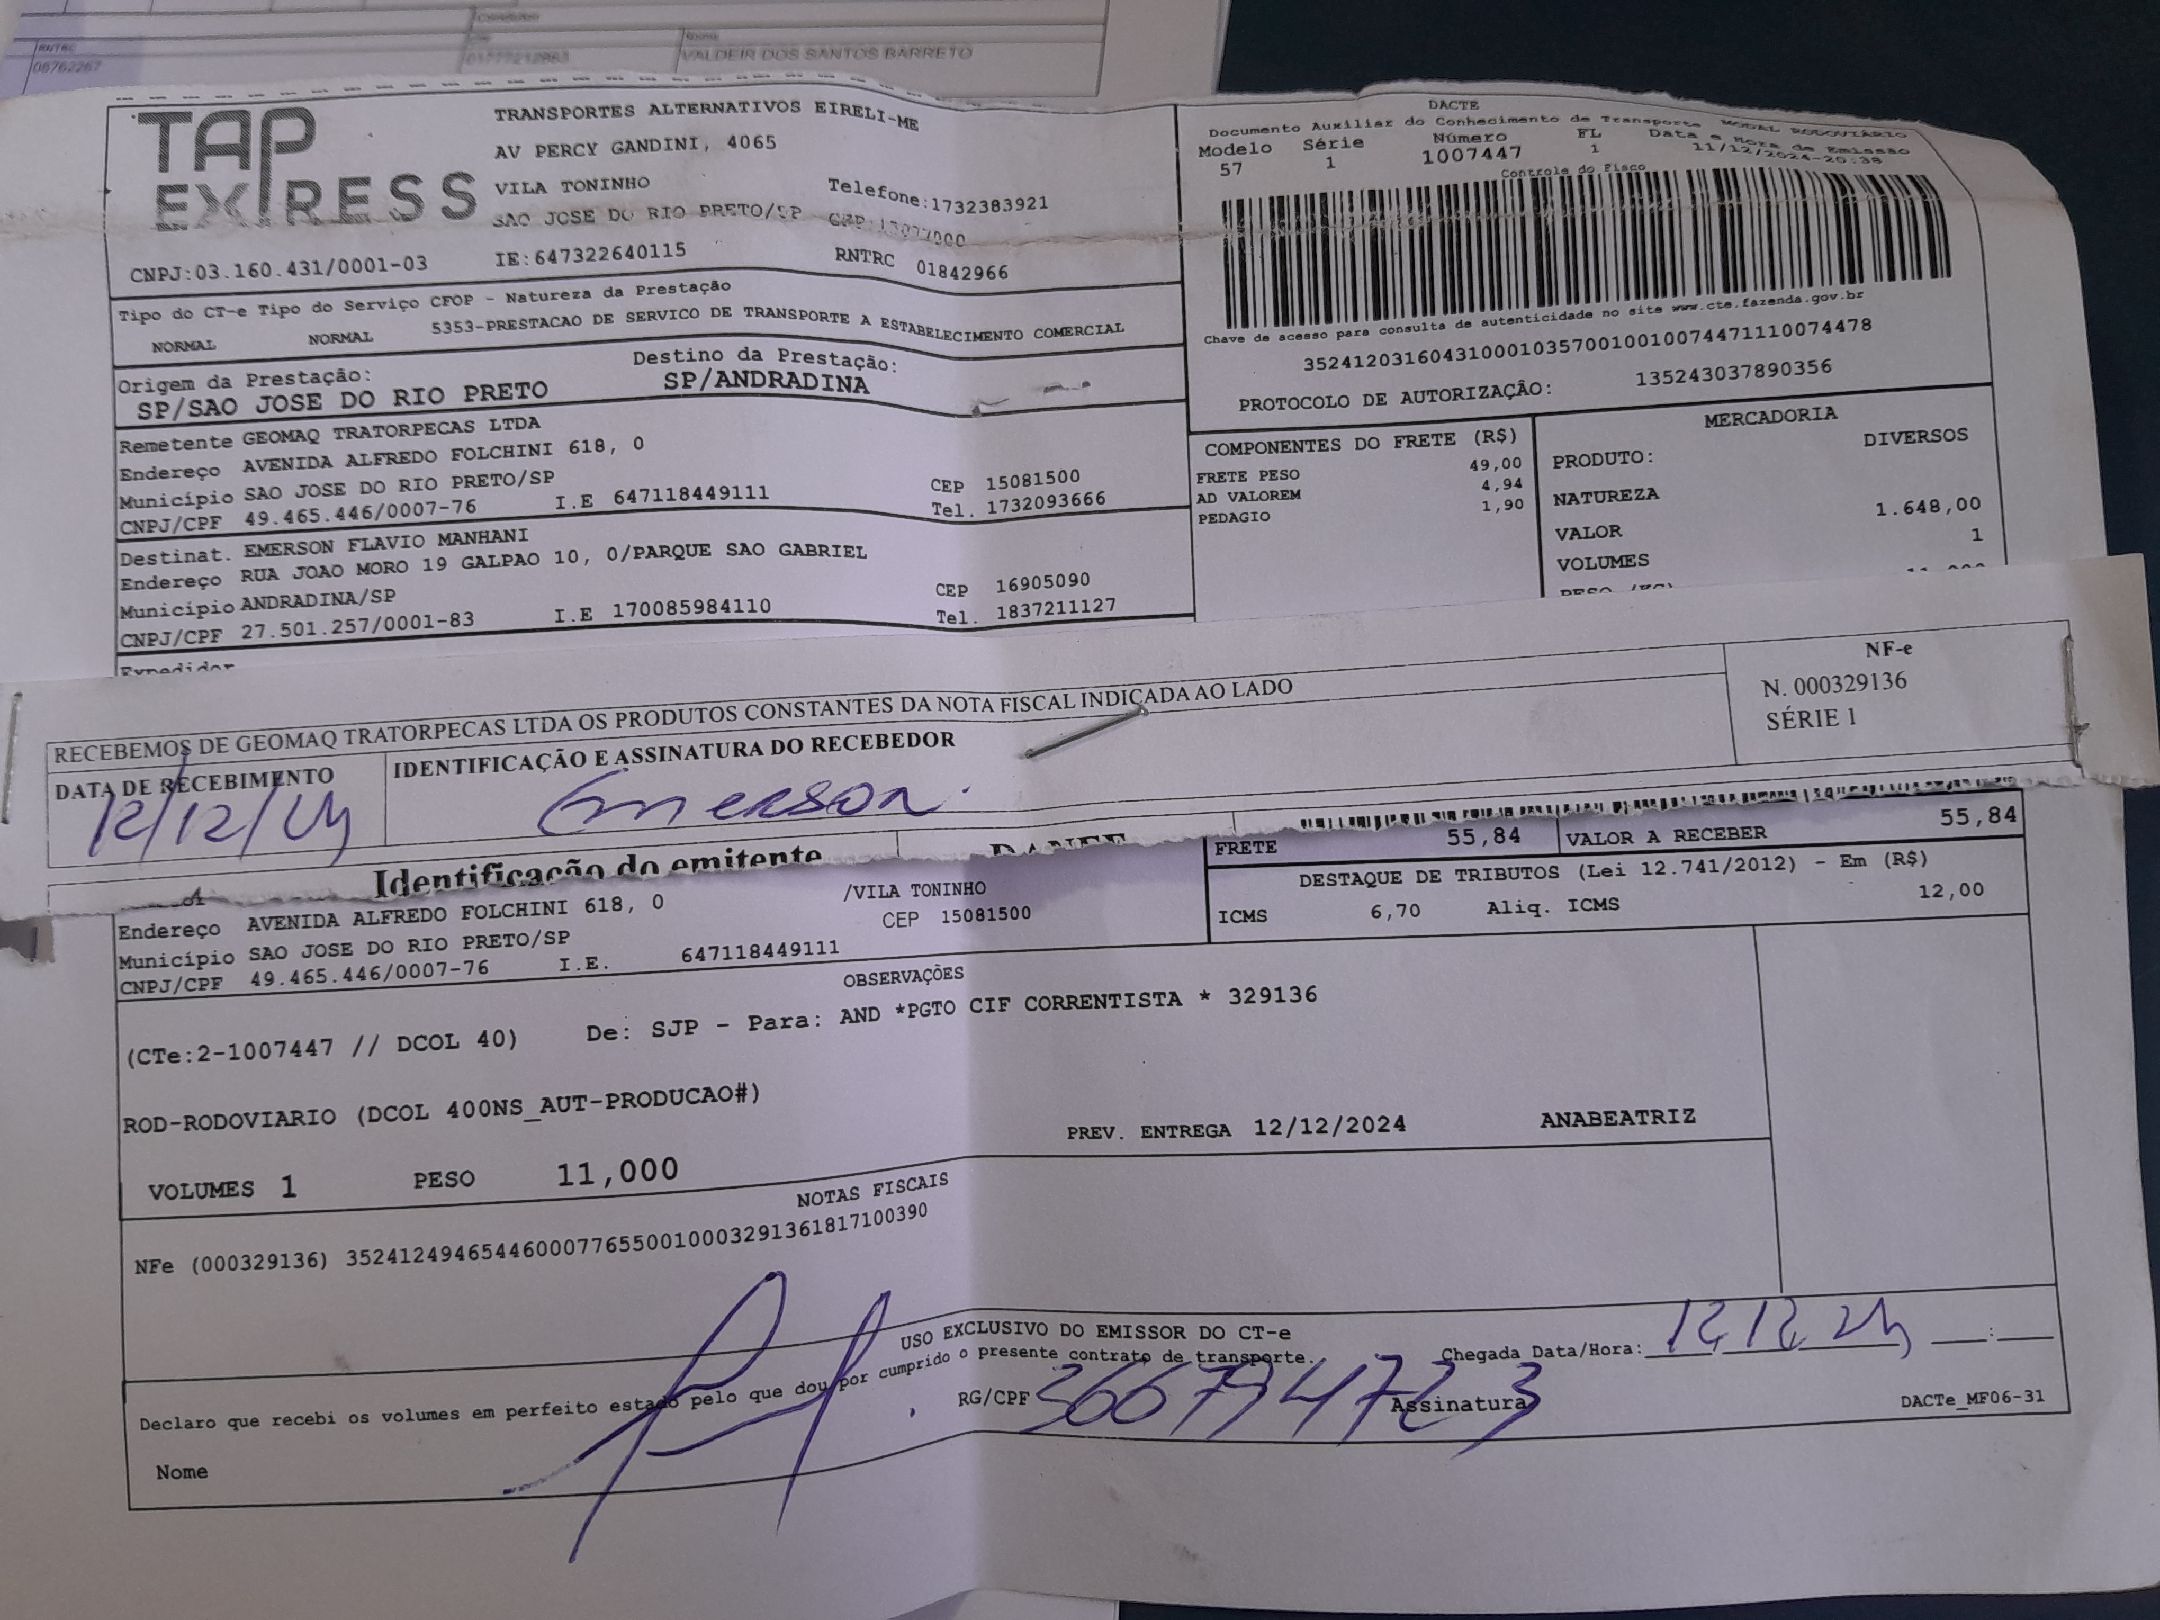 RNTRC
06762267
VALDEIR DOS SANTOS BARRETO
TAP EXPRESS
TRANSPORTES ALTERNATIVOS EIRELI-ME
AV PERCY GANDINI, 4065
VILA TONINHO
Telefone:1732383921
SAO JOSE DO RIO PRETO/SP
CNPJ:03.160.431/0001-03 IE:647322640115 RNTRC 01842966
DACTE
Documento Auxiliar do Conhecimento de Transporte MODAL RODOVIÁRIO
Modelo Série Número FL Data e Hora de Emissão
57 1 1007447 1 11/12/2024-20:38
Controle do Fisco
Chave de acesso para consulta de autenticidade no site www.cte.fazenda.gov.br
35241203160431000103570010010074471110074478
PROTOCOLO DE AUTORIZAÇÃO: 135243037890356
Tipo do CT-e Tipo do Serviço CFOP - Natureza da Prestação
NORMAL NORMAL 5353-PRESTACAO DE SERVICO DE TRANSPORTE A ESTABELECIMENTO COMERCIAL
Origem da Prestação: Destino da Prestação:
SP/SAO JOSE DO RIO PRETO SP/ANDRADINA
Remetente GEOMAQ TRATORPECAS LTDA
Endereço AVENIDA ALFREDO FOLCHINI 618, 0
Município SAO JOSE DO RIO PRETO/SP CEP 15081500
CNPJ/CPF 49.465.446/0007-76 I.E 647118449111 Tel. 1732093666
Destinat. EMERSON FLAVIO MANHANI
Endereço RUA JOAO MORO 19 GALPAO 10, 0/PARQUE SAO GABRIEL
Município ANDRADINA/SP CEP 16905090
CNPJ/CPF 27.501.257/0001-83 I.E 170085984110 Tel. 1837211127
Expedidor
COMPONENTES DO FRETE (R$)
FRETE PESO 49,00
AD VALOREM 4,94
PEDAGIO 1,90
MERCADORIA
PRODUTO: DIVERSOS
NATUREZA
VALOR 1.648,00
VOLUMES 1
RECEBEMOS DE GEOMAQ TRATORPECAS LTDA OS PRODUTOS CONSTANTES DA NOTA FISCAL INDICADA AO LADO
DATA DE RECEBIMENTO
12/12/24
IDENTIFICAÇÃO E ASSINATURA DO RECEBEDOR
Emerson
NF-e
N. 000329136
SÉRIE 1
Identificação do emitente
DANFE
FRETE 55,84 VALOR A RECEBER 55,84
DESTAQUE DE TRIBUTOS (Lei 12.741/2012) - Em (R$)
ICMS 6,70 Aliq. ICMS 12,00
Endereço AVENIDA ALFREDO FOLCHINI 618, 0 /VILA TONINHO
Município SAO JOSE DO RIO PRETO/SP CEP 15081500
CNPJ/CPF 49.465.446/0007-76 I.E. 647118449111
OBSERVAÇÕES
(CTe:2-1007447 // DCOL 40) De: SJP - Para: AND *PGTO CIF CORRENTISTA * 329136
ROD-RODOVIARIO (DCOL 400NS_AUT-PRODUCAO#)
PREV. ENTREGA 12/12/2024 ANABEATRIZ
VOLUMES 1 PESO 11,000
NOTAS FISCAIS
NFe (000329136) 35241249465446000776550010003291361817100390
USO EXCLUSIVO DO EMISSOR DO CT-e
Declaro que recebi os volumes em perfeito estado pelo que dou por cumprido o presente contrato de transporte.
Chegada Data/Hora: 12 12 24 :
Nome
RG/CPF 366794723
Assinatura
DACTe_MF06-31